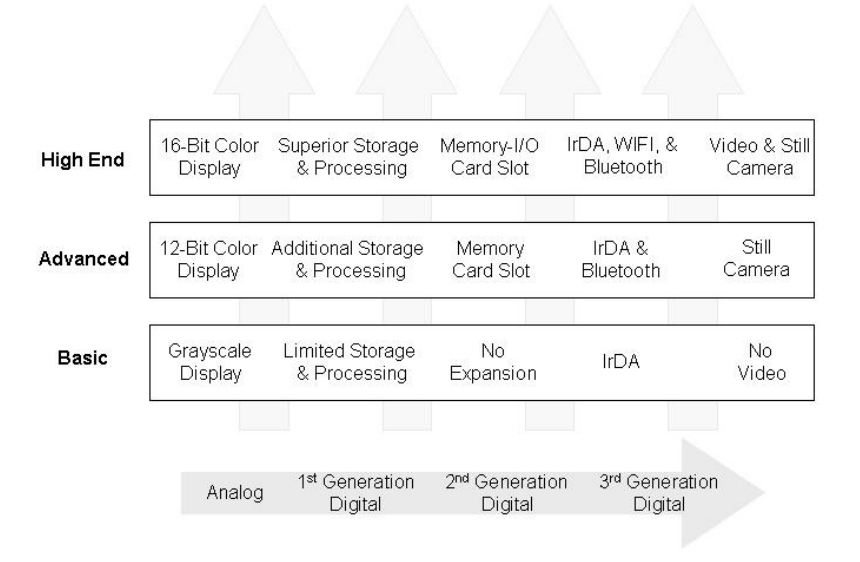 High End
16-Bit Color
Display
Superior Storage
& Processing
Memory-I/O
Card Slot
IrDA, WIFI, &
Bluetooth
Video & Still
Camera
Advanced
12-Bit Color
Display
Additional Storage
& Processing
Memory
Card Slot
IrDA &
Bluetooth
Still
Camera
Basic
Grayscale
Display
Limited Storage
& Processing
No
Expansion
IrDA
No
Video
Analog
1st Generation
Digital
2nd Generation
Digital
3rd Generation
Digital